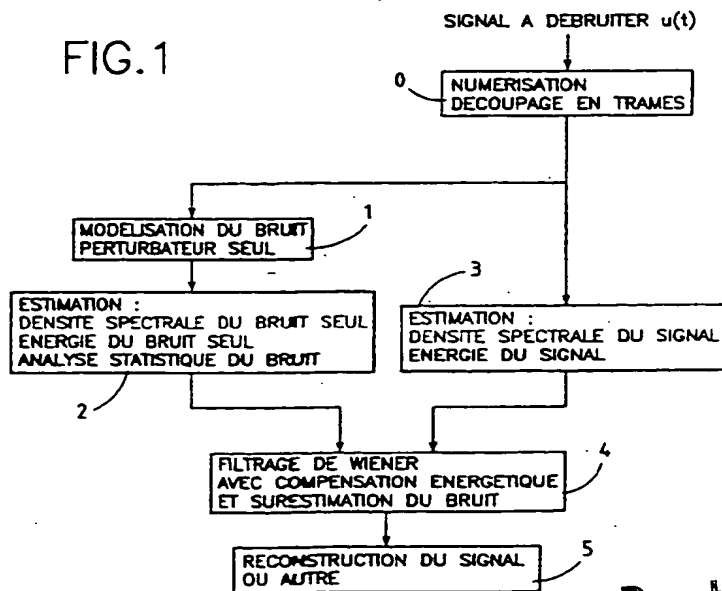 FIG.1
SIGNAL A DEBRUITER u(t)
0
NUMERISATION
DECOUPAGE EN TRAMES
1
MODELISATION DU BRUIT
PERTURBATEUR SEUL
3
ESTIMATION :
DENSITE SPECTRALE DU BRUIT SEUL
ENERGIE DU BRUIT SEUL
ANALYSE STATISTIQUE DU BRUIT
2
ESTIMATION :
DENSITE SPECTRALE DU SIGNAL
ENERGIE DU SIGNAL
4
FILTRAGE DE WIENER
AVEC COMPENSATION ENERGETIQUE
ET SURESTIMATION DU BRUIT
5
RECONSTRUCTION DU SIGNAL
OU AUTRE